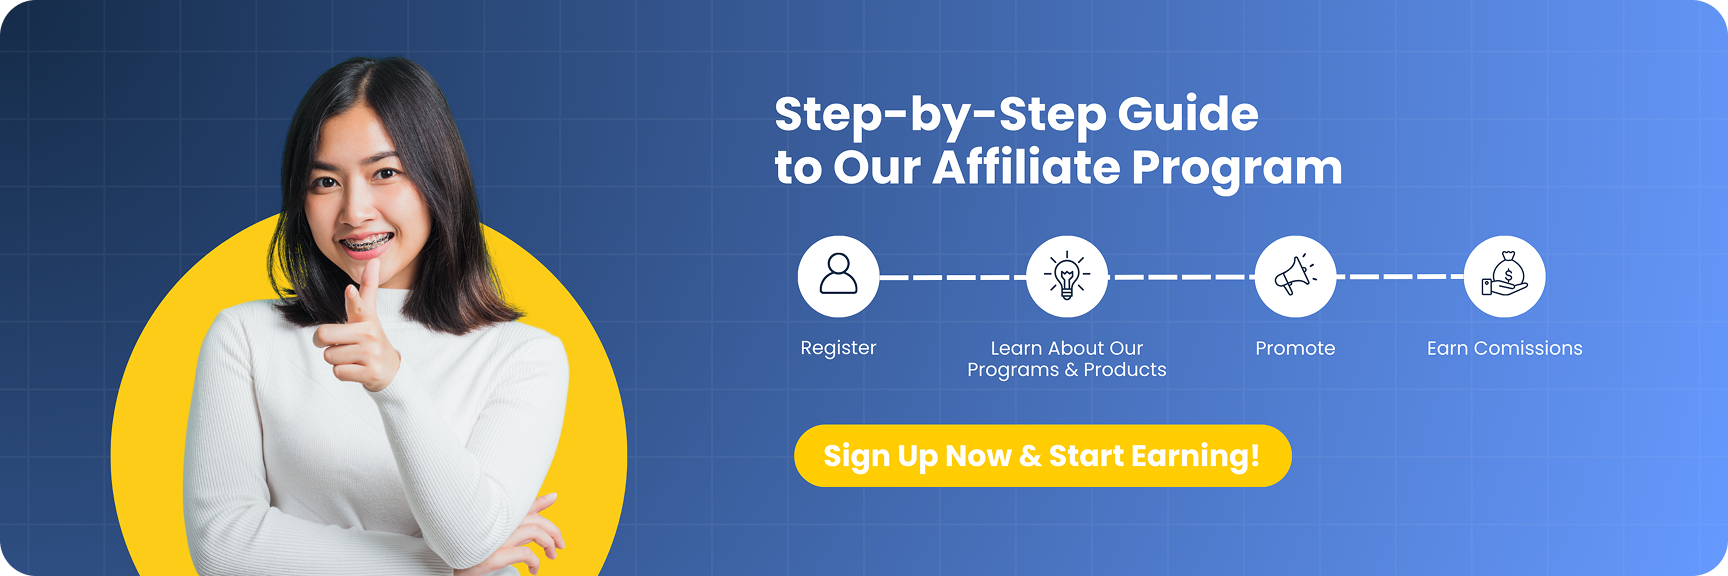 Step-by-Step Guide
to Our Affiliate Program
Register
Learn About Our
Programs & Products
Promote
Earn Comissions
Sign Up Now & Start Earning!